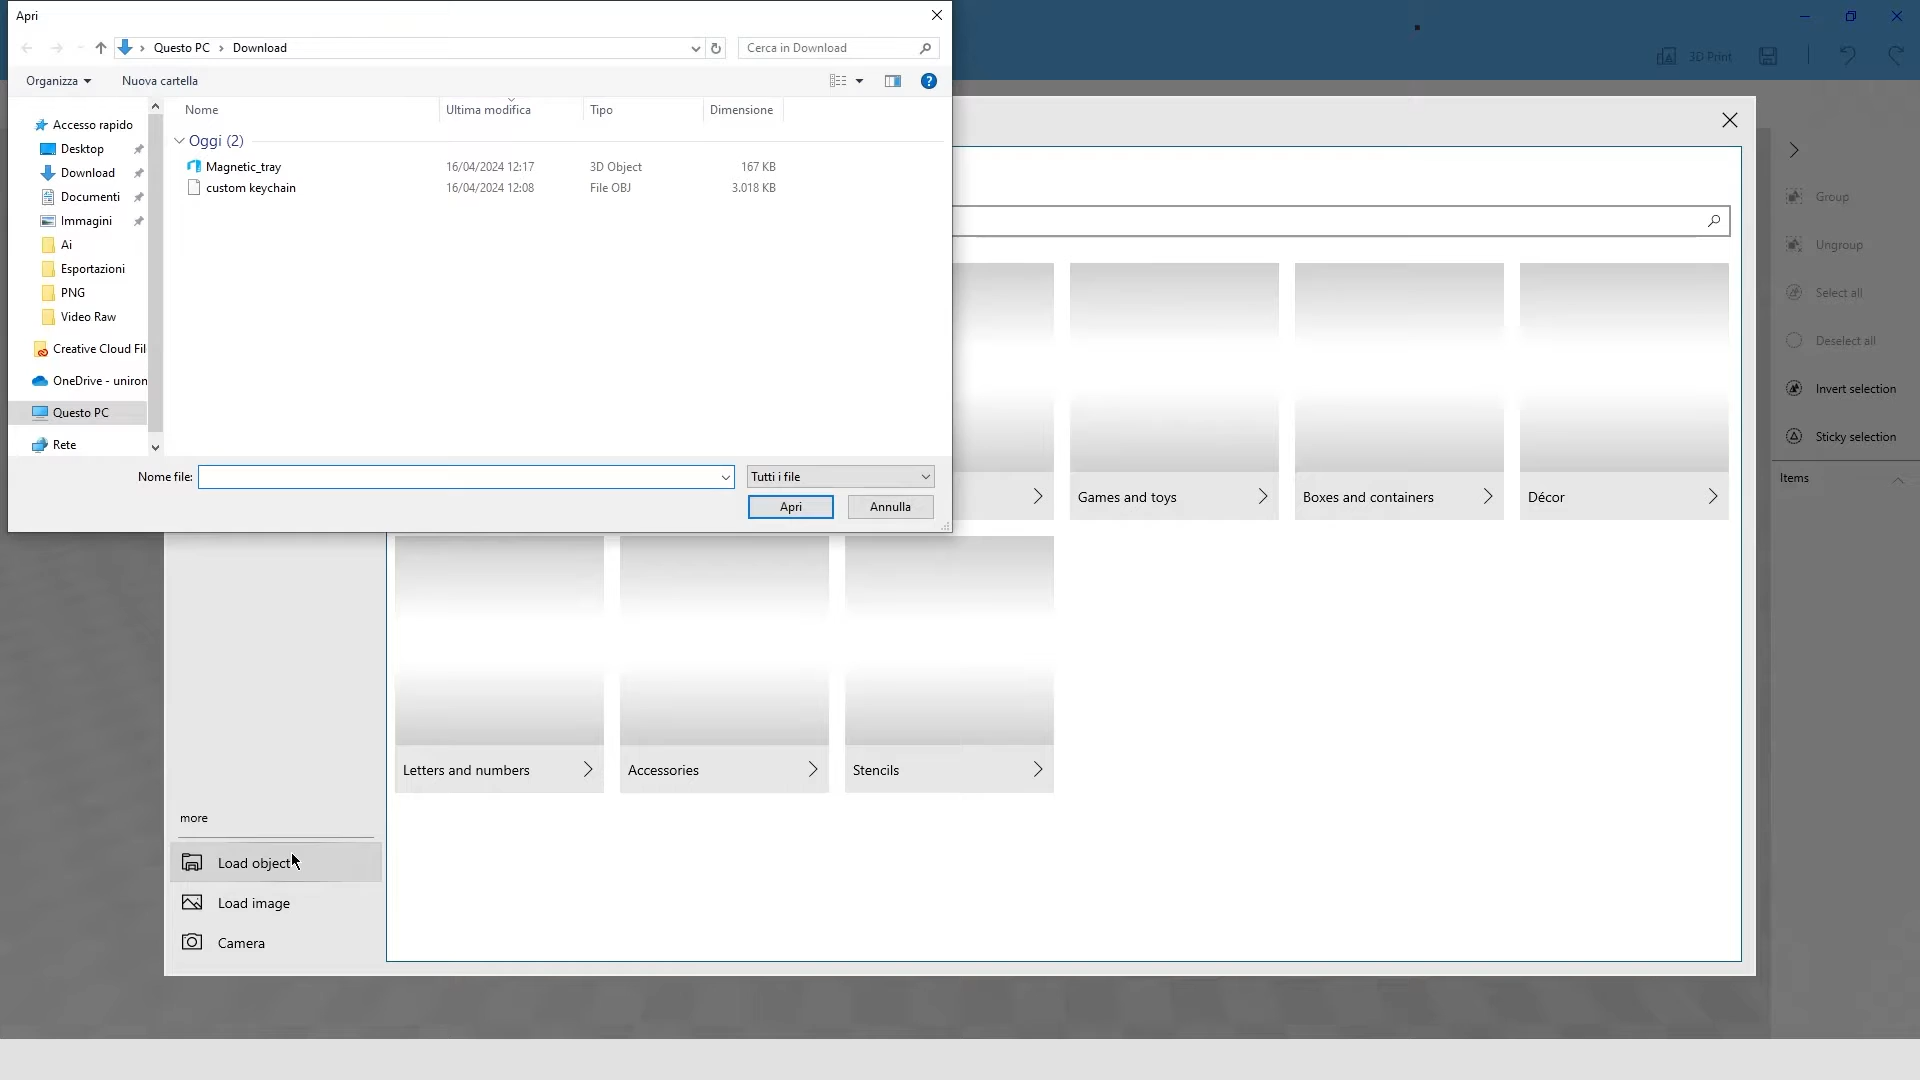 Apri
Questo PC
Download
Cerca in Download
Organizza
Nuova cartella
Nome
Ultima modifica
Tipo
Dimensione
Accesso rapido
Desktop
Download
Documenti
Immagini
Ai
Esportazioni
PNG
Video Raw
Creative Cloud Fil
OneDrive - uniron
Questo PC
Rete
Oggi (2)
Magnetic_tray 16/04/2024 12:17 3D Object 167 KB
custom keychain 16/04/2024 12:08 File OBJ 3.018 KB
Nome file:
Tutti i file
Apri
Annulla
3D Print
Group
Ungroup
Select all
Deselect all
Invert selection
Sticky selection
Items
Games and toys
Boxes and containers
Décor
Letters and numbers
Accessories
Stencils
more
Load object
Load image
Camera